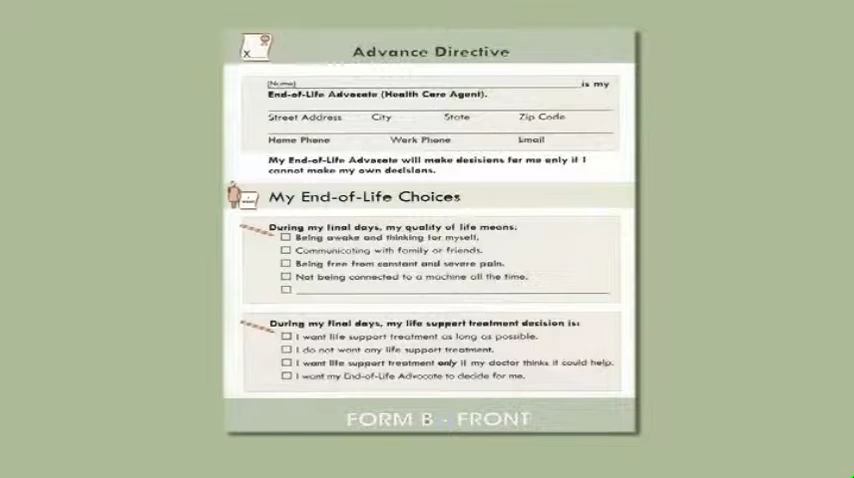 x
Advance Directive
(Name) is my
End-of-Life Advocate (Health Care Agent).
Street Address City State Zip Code
Home Phone Work Phone Email
My End-of-Life Advocate will make decisions for me only if I
cannot make my own decisions.
My End-of-Life Choices
During my final days, my quality of life means:
Being awake and thinking for myself.
Communicating with family or friends.
Being free from constant and severe pain.
Not being connected to a machine all the time.
During my final days, my life support treatment decision is:
I want life support treatment as long as possible.
I do not want any life support treatment.
I want life support treatment only if my doctor thinks it could help.
I want my End-of-Life Advocate to decide for me.
FORM B - FRONT